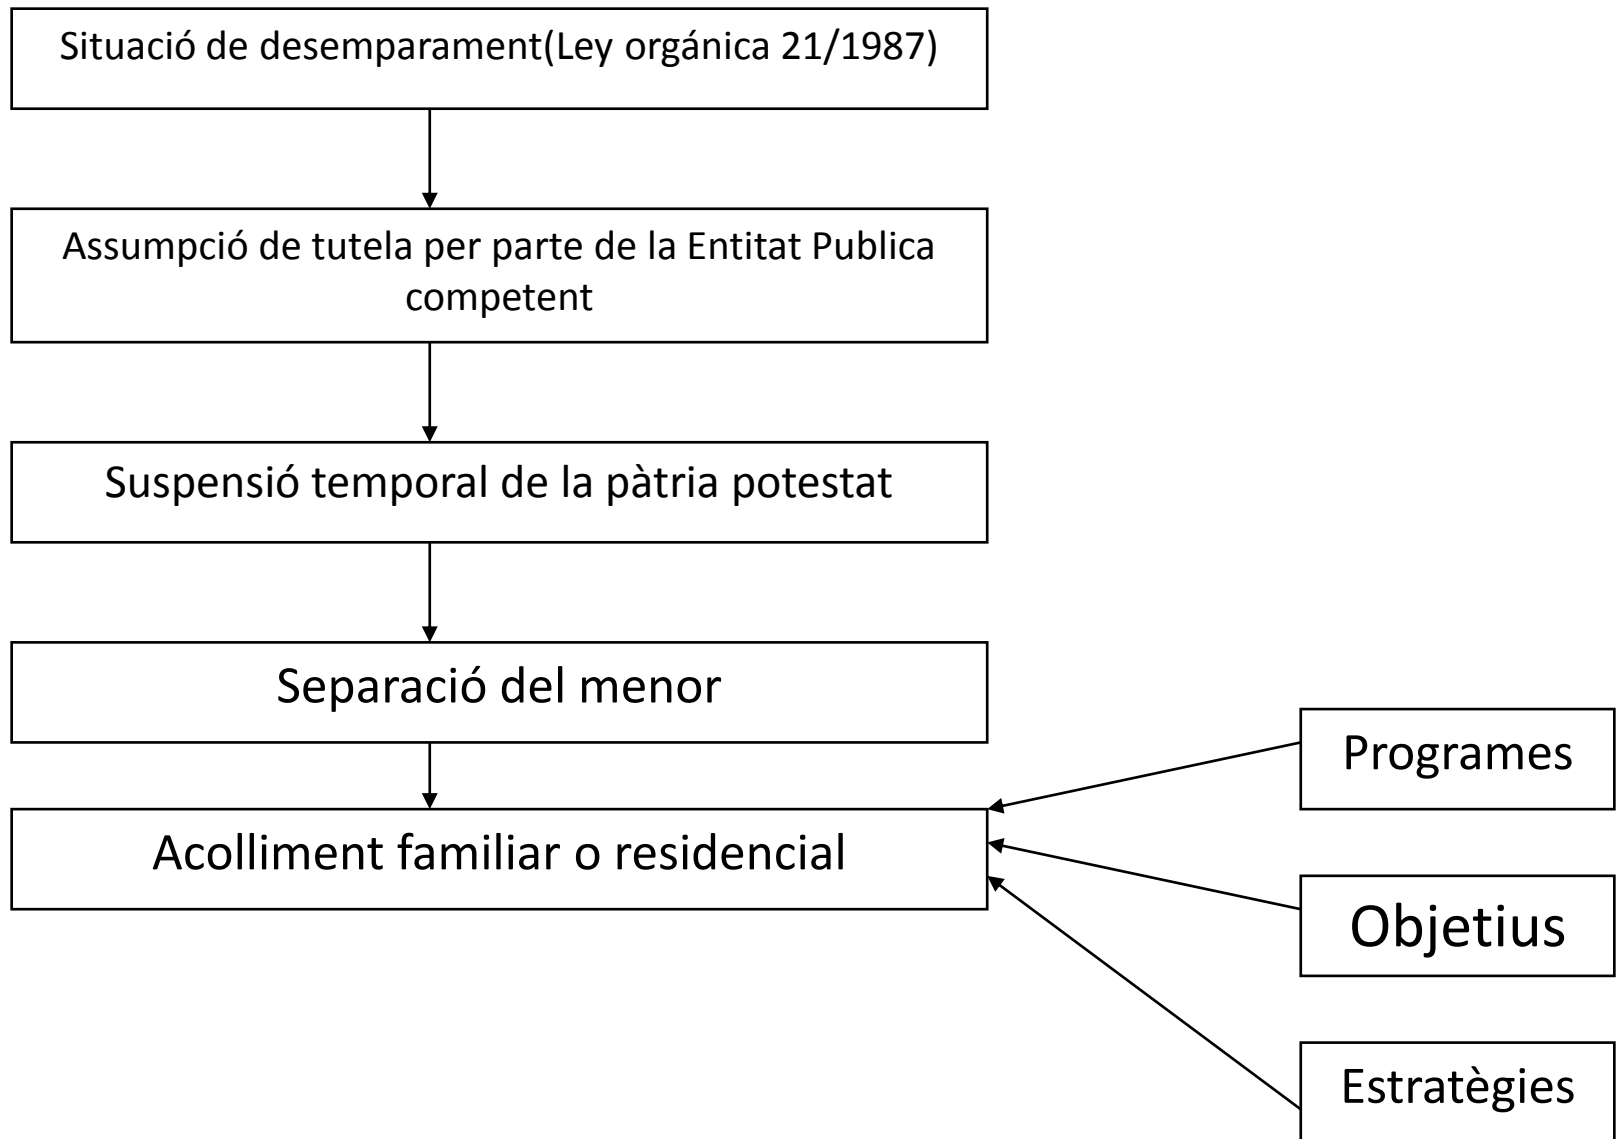 Situació de desemparament(Ley orgánica 21/1987)
Assumpció de tutela per parte de la Entitat Publica
competent
Suspensió temporal de la pàtria potestat
Separació del menor
Acolliment familiar o residencial
Programes
Objetius
Estratègies